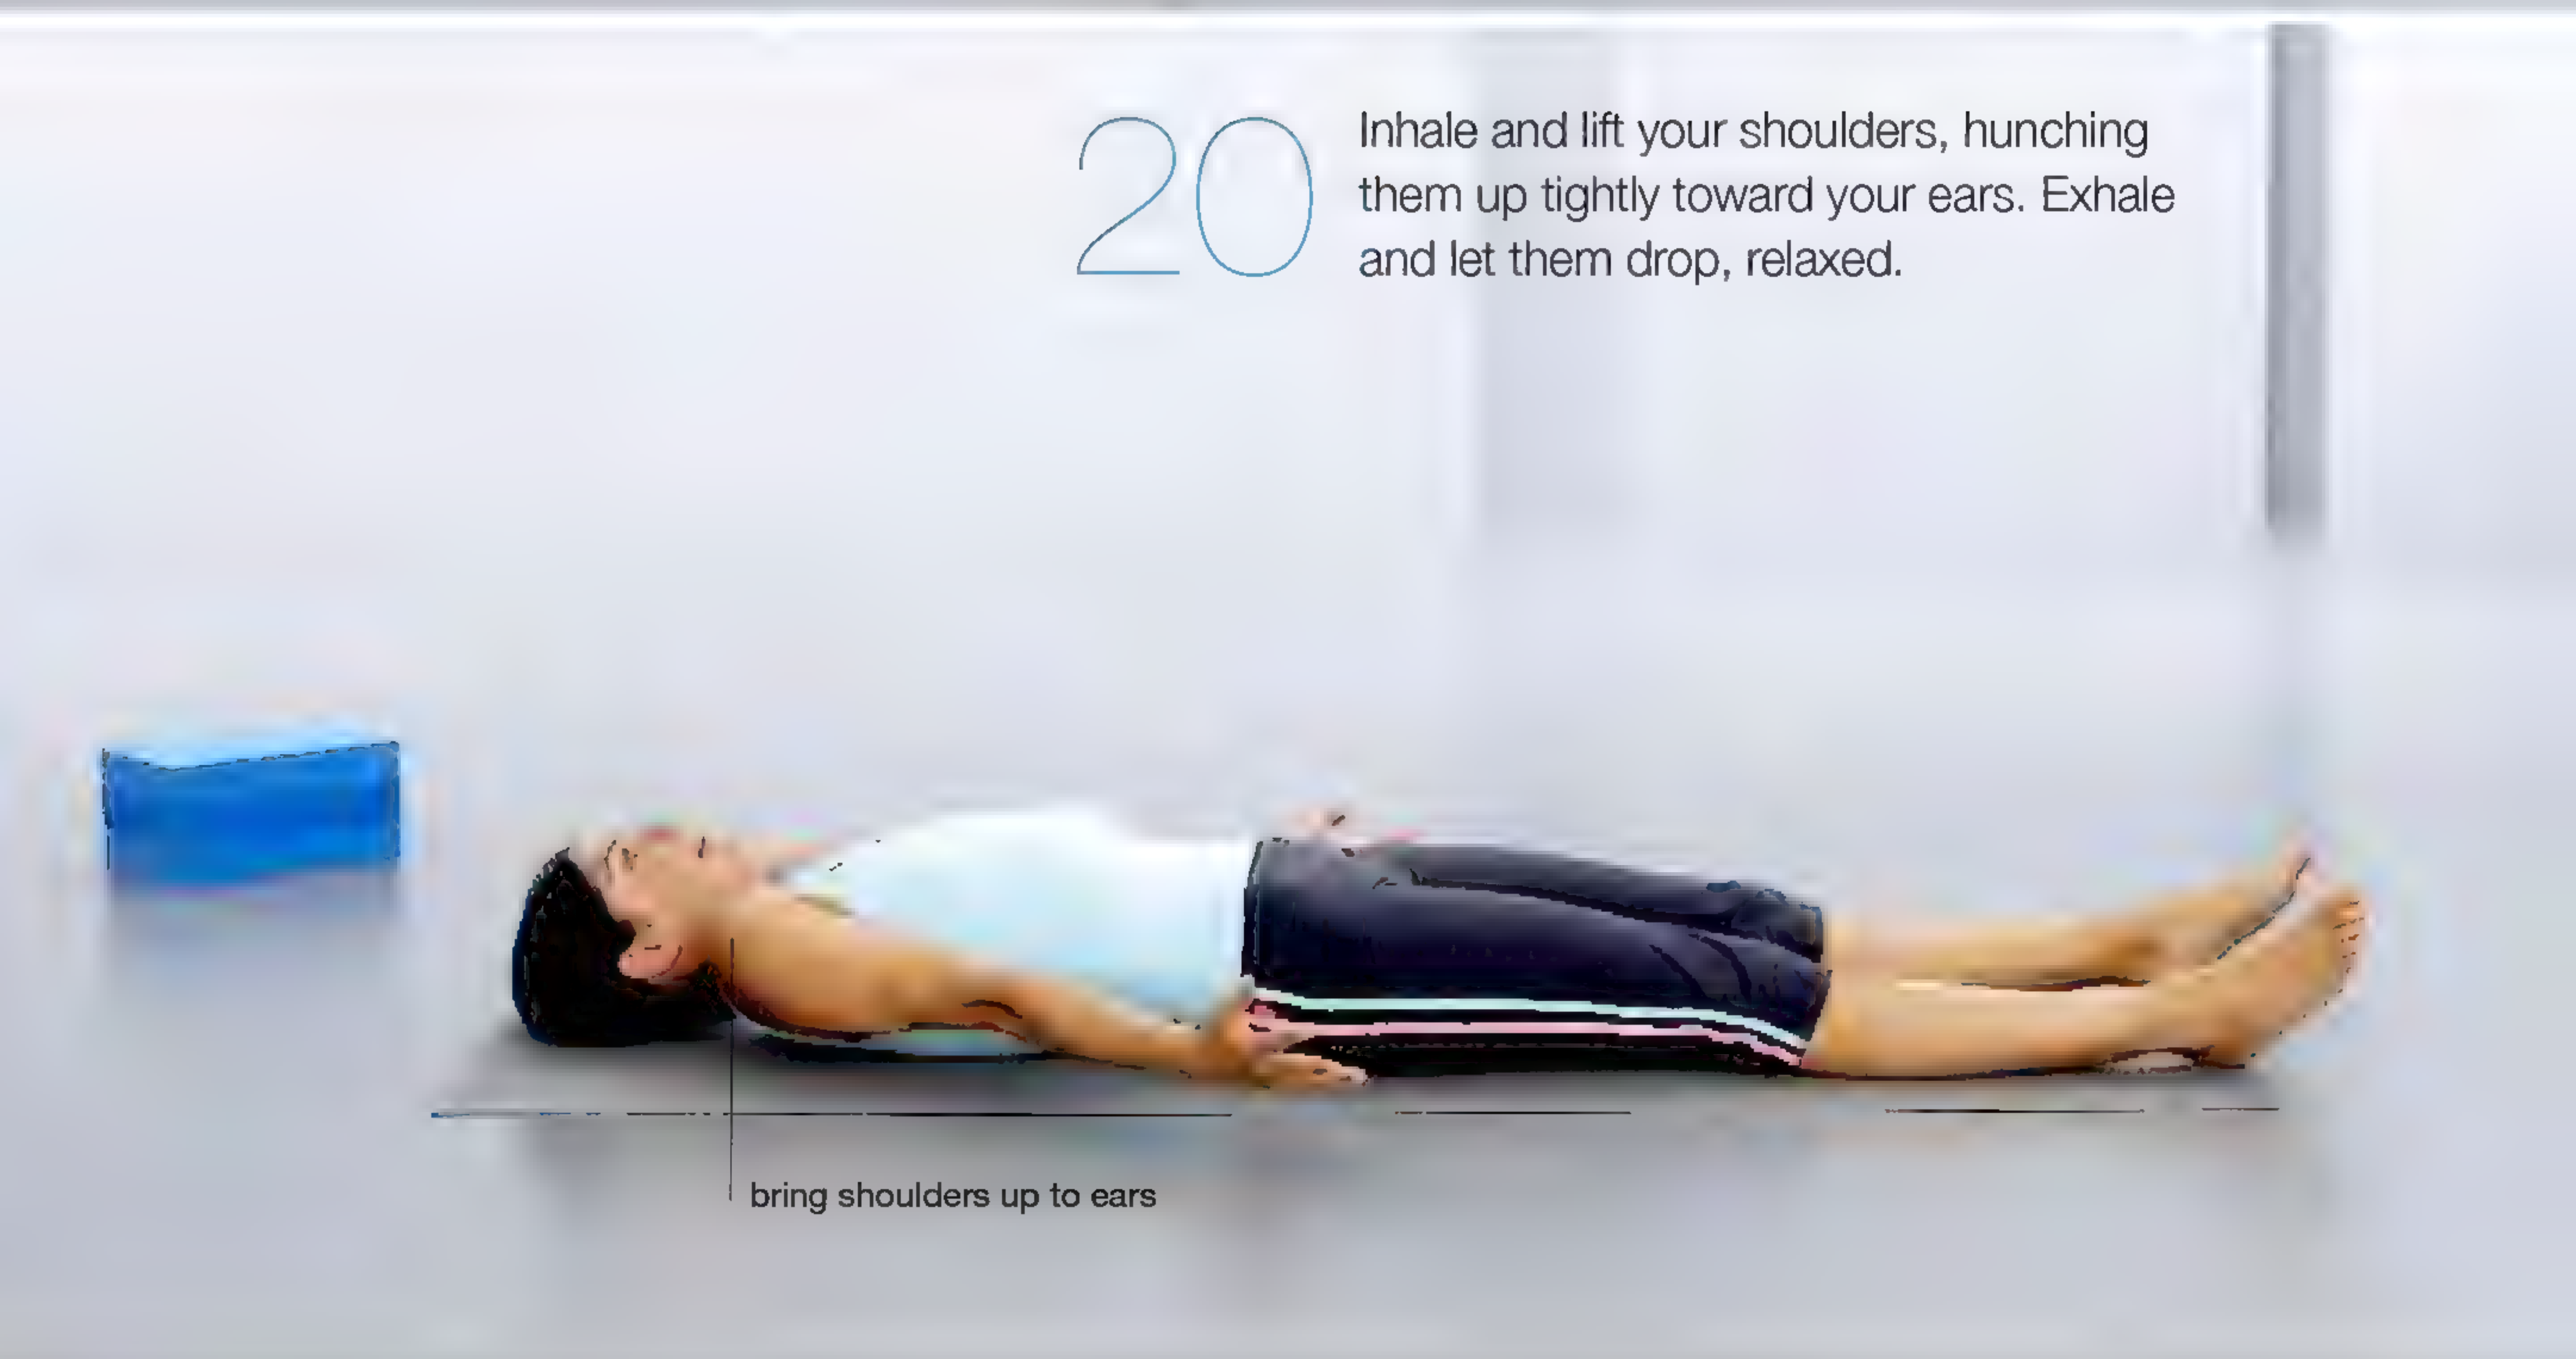 20
Inhale and lift your shoulders, hunching
them up tightly toward your ears. Exhale
and let them drop, relaxed.
bring shoulders up to ears